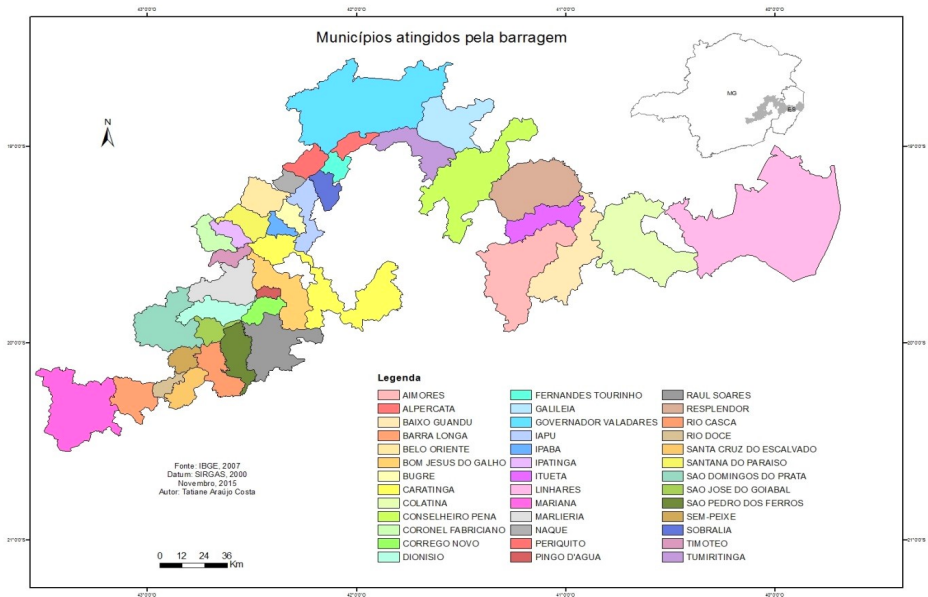 Municípios atingidos pela barragem
MG
ES
N
Legenda
AIMORES
ALPERCATA
BAIXO GUANDU
BARRA LONGA
BELO ORIENTE
BOM JESUS DO GALHO
BUGRE
CARATINGA
COLATINA
CONSELHEIRO PENA
CORONEL FABRICIANO
CORREGO NOVO
DIONISIO
FERNANDES TOURINHO
GALILEIA
GOVERNADOR VALADARES
IAPU
IPABA
IPATINGA
ITUETA
LINHARES
MARIANA
MARLIERIA
NAQUE
PERIQUITO
PINGO D'AGUA
RAUL SOARES
RESPLENDOR
RIO CASCA
RIO DOCE
SANTA CRUZ DO ESCALVADO
SANTANA DO PARAISO
SAO DOMINGOS DO PRATA
SAO JOSE DO GOIABAL
SAO PEDRO DOS FERROS
SEM-PEIXE
SOBRALIA
TIMOTEO
TUMIRITINGA
Fonte: IBGE, 2007
Datum: SIRGAS, 2000
Novembro, 2015
Autor: Tatiane Araújo Costa
0 12 24 36
Km